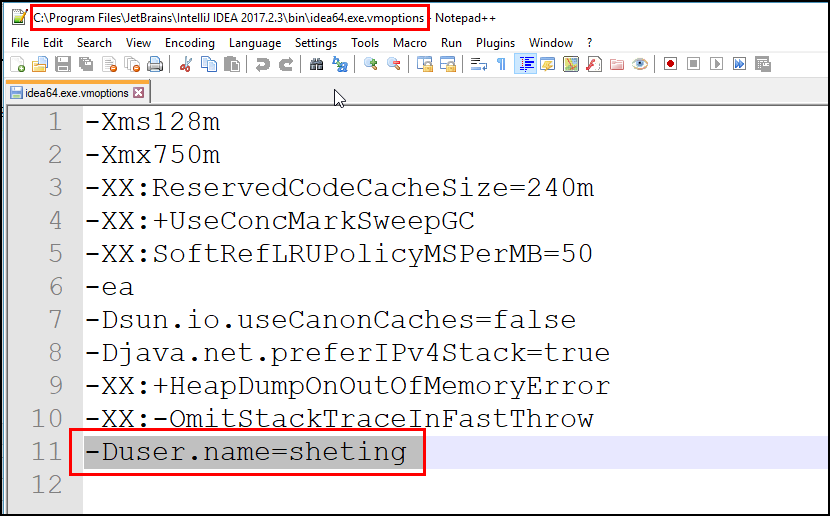 C:\Program Files\JetBrains\IntelliJ IDEA 2017.2.3\bin\idea64.exe.vmoptions - Notepad++
File Edit Search View Encoding Language Settings Tools Macro Run Plugins Window ?
idea64.exe.vmoptions
1 -Xms128m
2 -Xmx750m
3 -XX:ReservedCodeCacheSize=240m
4 -XX:+UseConcMarkSweepGC
5 -XX:SoftRefLRUPolicyMSPerMB=50
6 -ea
7 -Dsun.io.useCanonCaches=false
8 -Djava.net.preferIPv4Stack=true
9 -XX:+HeapDumpOnOutOfMemoryError
10 -XX:-OmitStackTraceInFastThrow
11 -Duser.name=sheting
12